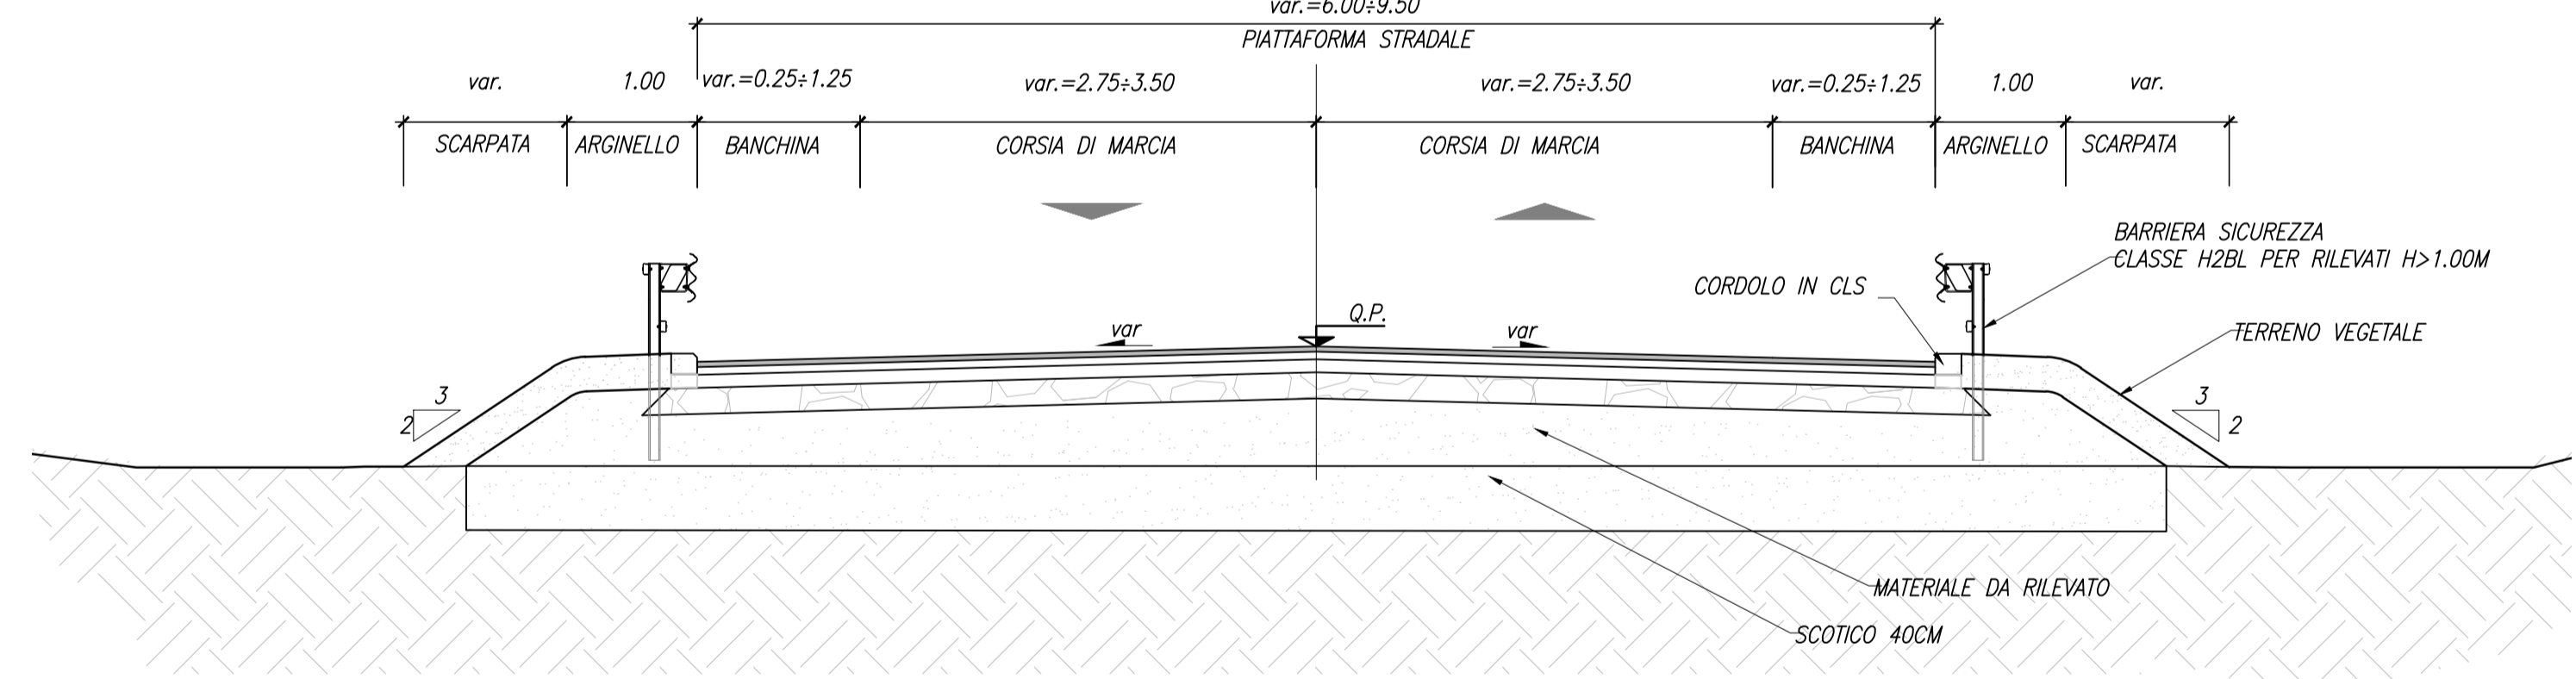 var.=6.00÷9.50
PIATTAFORMA STRADALE
var. 1.00 var.=0.25÷1.25 var.=2.75÷3.50 var.=2.75÷3.50 var.=0.25÷1.25 1.00 var.
SCARPATA ARGINELLO BANCHINA CORSIA DI MARCIA CORSIA DI MARCIA BANCHINA ARGINELLO SCARPATA
BARRIERA SICUREZZA
CLASSE H2BL PER RILEVATI H>1.00M
CORDOLO IN CLS
Q.P.
var var
TERRENO VEGETALE
3 3
2 2
MATERIALE DA RILEVATO
SCOTICO 40CM